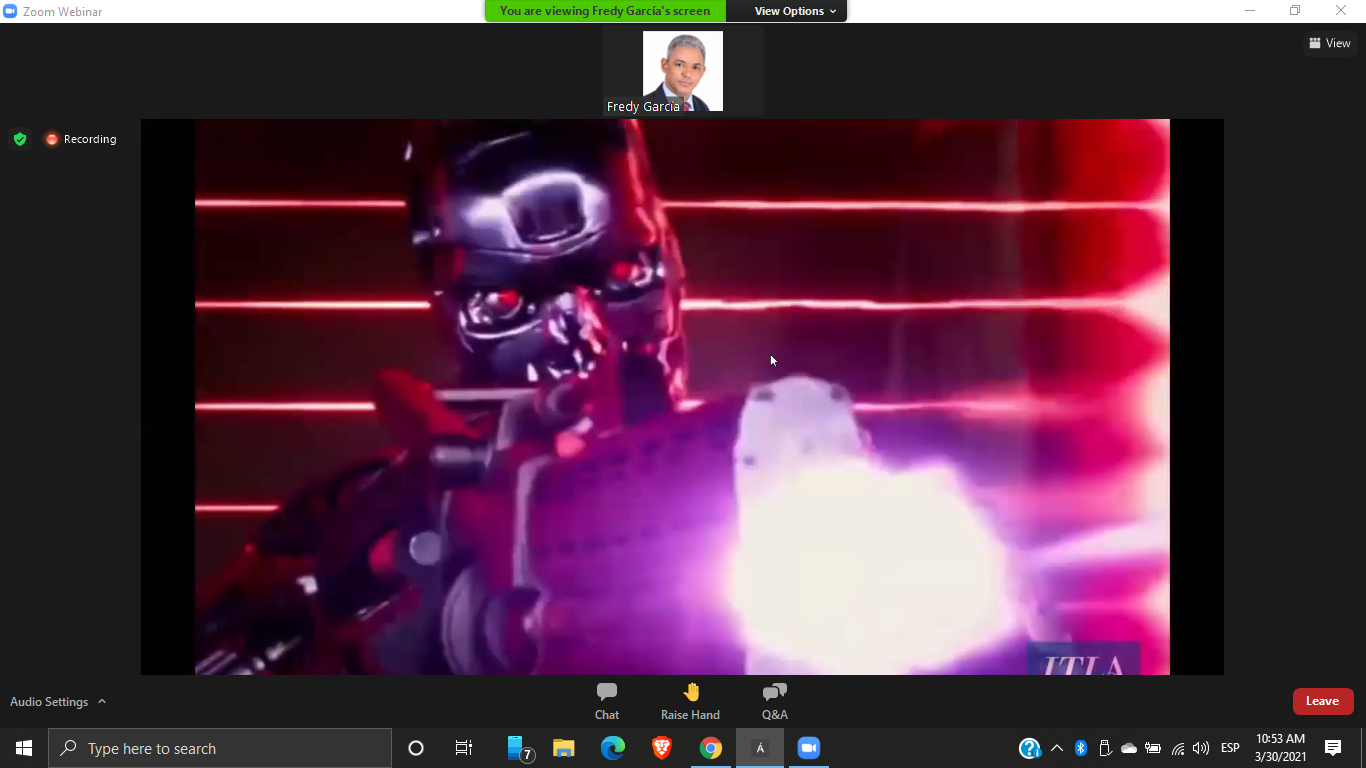 Zoom Webinar
You are viewing Fredy García's screen
View Options
View
Fredy García
Recording
ITLA
Audio Settings
Chat
Raise Hand
Q&A
Leave
Type here to search
7
A
?
ESP
10:53 AM
3/30/2021